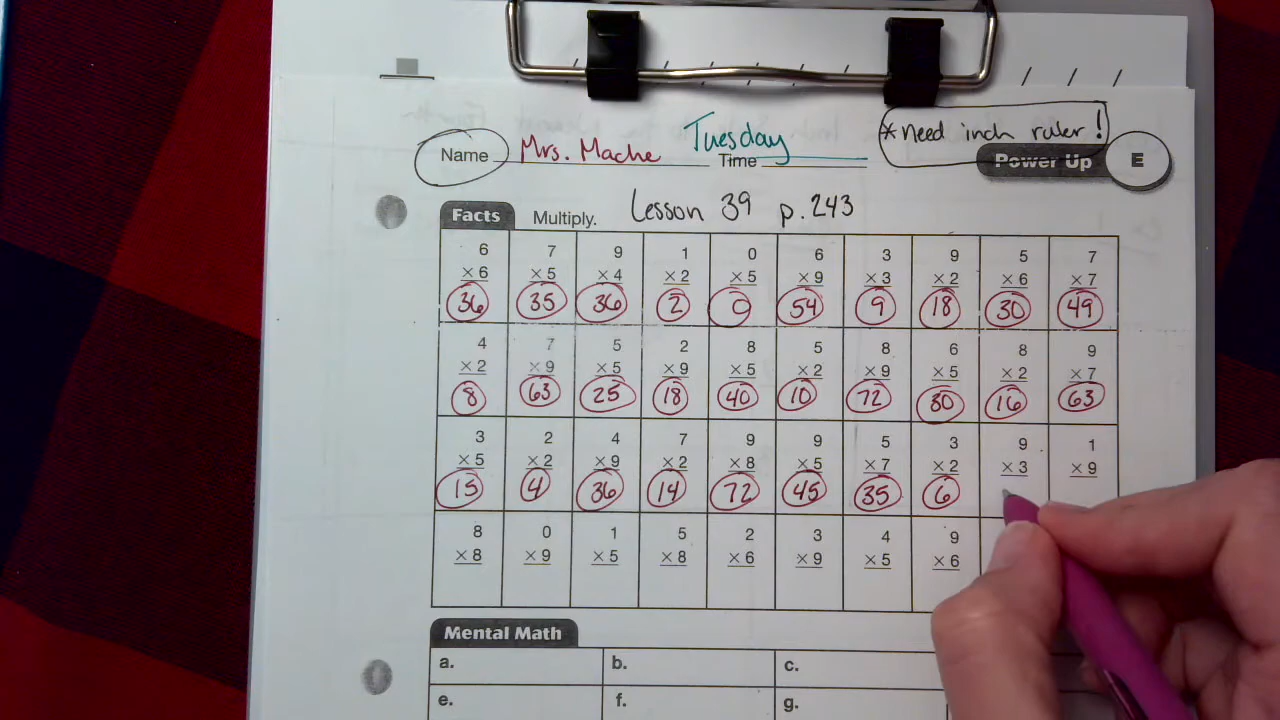 *need inch ruler!
Name Mrs. Mache Tuesday Time Power Up E
Facts Multiply. Lesson 39 p.243
6 7 9 1 0 6 3 9 5 7
×6 ×5 ×4 ×2 ×5 ×9 ×3 ×2 ×6 ×7
36 35 36 2 0 54 9 18 30 49
4 7 5 2 8 5 8 6 8 9
×2 ×9 ×5 ×9 ×5 ×2 ×9 ×5 ×2 ×7
8 63 25 18 40 10 72 30 16 63
3 2 4 7 9 9 5 3 9 1
×5 ×2 ×9 ×2 ×8 ×5 ×7 ×2 ×3 ×9
15 4 36 14 72 45 35 6
8 0 1 5 2 3 4 9
×8 ×9 ×5 ×8 ×6 ×9 ×5 ×6
Mental Math
a. b. c.
e. f. g.